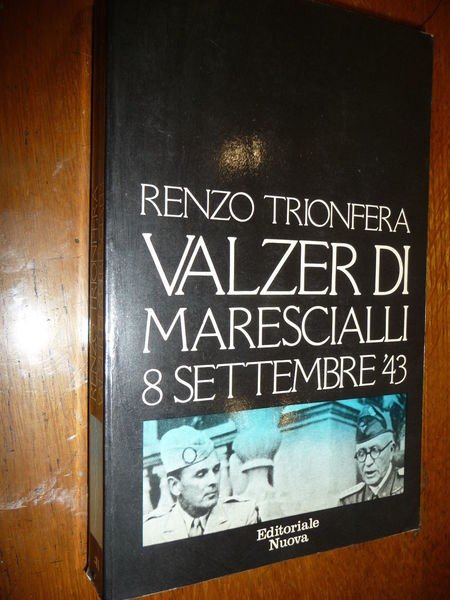 RENZO TRIONFERA
VALZER DI
MARESCIALLI
8 SETTEMBRE '43
Editoriale
Nuova